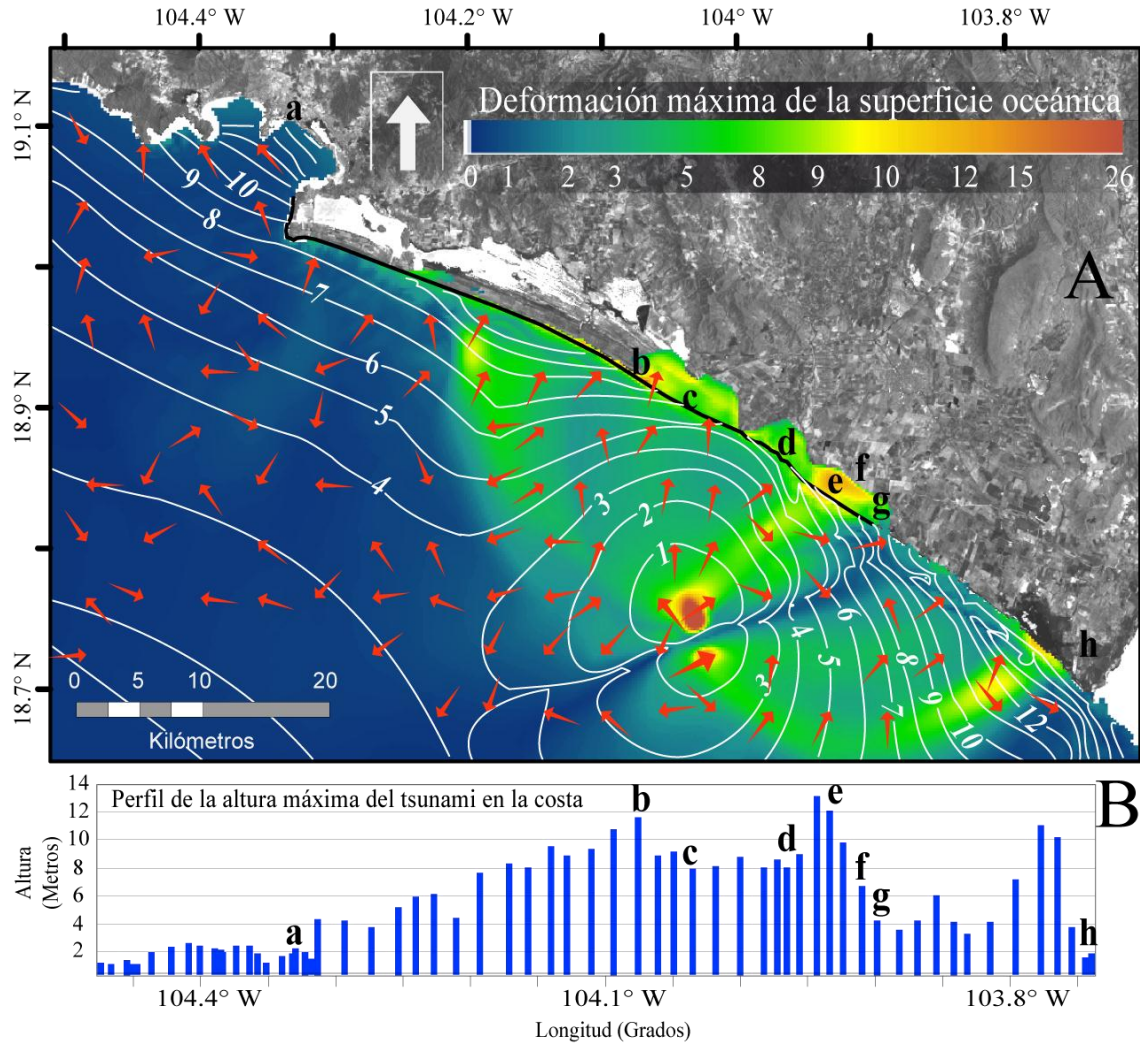 104.4° W 104.2° W 104° W 103.8° W
19.1° N
18.9° N
18.7° N
Deformación máxima de la superficie oceánica
0 1 2 3 5 8 9 10 12 15 26
A
a
9
10
8
7
6
5
4
3
2
1
b
c
d
e
f
g
h
4
3
5
6
7
8
9
10
12
0 5 10 20
Kilómetros
B
Perfil de la altura máxima del tsunami en la costa
14
12
10
8
6
4
2
Altura
(Metros)
a b c d e f g h
104.4° W 104.1° W 103.8° W
Longitud (Grados)